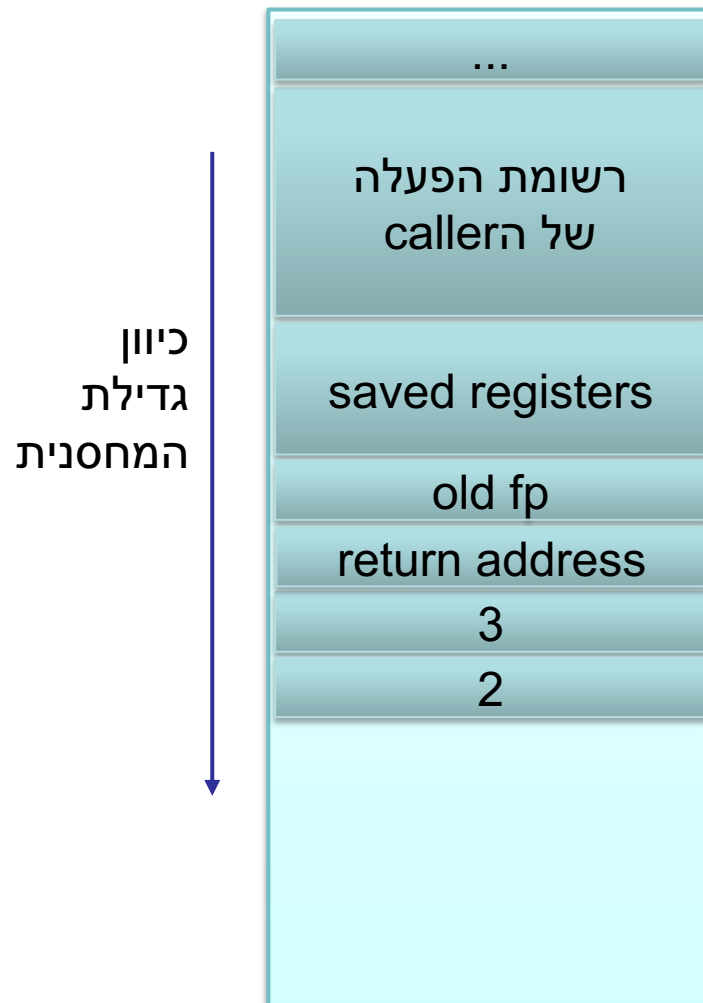 ...
רשומת הפעלה
של הcaller
כיוון
גדילת
המחסנית
saved registers
old fp
return address
3
2